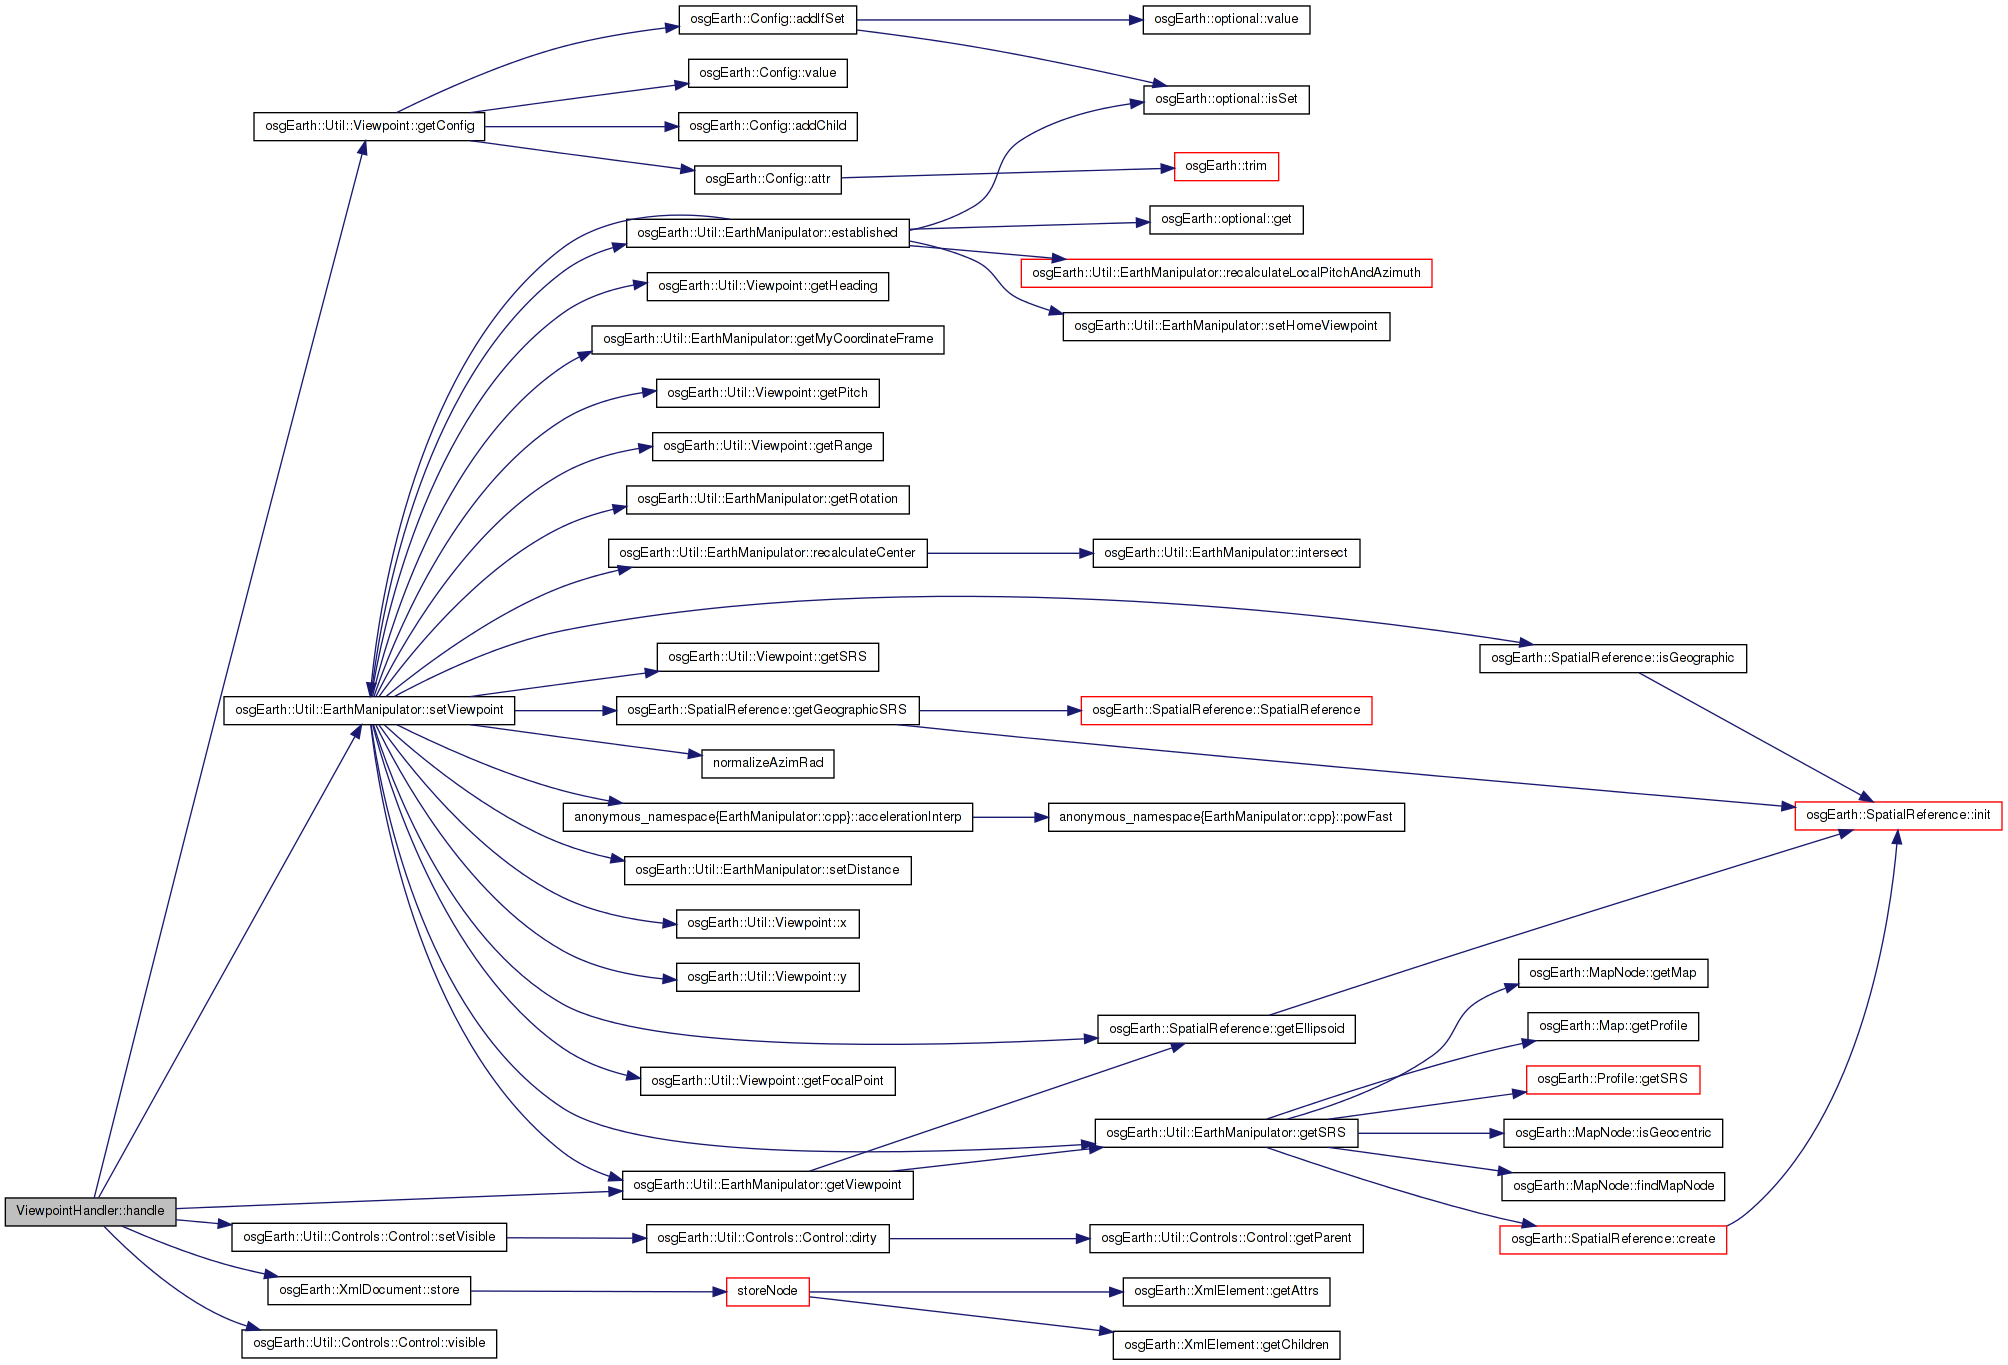 osgEarth::Config::addIfSet
osgEarth::optional::value
osgEarth::Config::value
osgEarth::optional::isSet
osgEarth::Util::Viewpoint::getConfig
osgEarth::Config::addChild
osgEarth::Config::attr
osgEarth::trim
osgEarth::Util::EarthManipulator::established
osgEarth::optional::get
osgEarth::Util::EarthManipulator::recalculateLocalPitchAndAzimuth
osgEarth::Util::Viewpoint::getHeading
osgEarth::Util::EarthManipulator::setHomeViewpoint
osgEarth::Util::EarthManipulator::getMyCoordinateFrame
osgEarth::Util::Viewpoint::getPitch
osgEarth::Util::Viewpoint::getRange
osgEarth::Util::EarthManipulator::getRotation
osgEarth::Util::EarthManipulator::recalculateCenter
osgEarth::Util::EarthManipulator::intersect
osgEarth::Util::Viewpoint::getSRS
osgEarth::SpatialReference::isGeographic
osgEarth::Util::EarthManipulator::setViewpoint
osgEarth::SpatialReference::getGeographicSRS
osgEarth::SpatialReference::SpatialReference
normalizeAzimRad
anonymous_namespace{EarthManipulator::cpp}::accelerationInterp
anonymous_namespace{EarthManipulator::cpp}::powFast
osgEarth::SpatialReference::init
osgEarth::Util::EarthManipulator::setDistance
osgEarth::Util::Viewpoint::x
osgEarth::Util::Viewpoint::y
osgEarth::MapNode::getMap
osgEarth::SpatialReference::getEllipsoid
osgEarth::Map::getProfile
osgEarth::Util::Viewpoint::getFocalPoint
osgEarth::Profile::getSRS
osgEarth::Util::EarthManipulator::getSRS
osgEarth::MapNode::isGeocentric
osgEarth::Util::EarthManipulator::getViewpoint
osgEarth::MapNode::findMapNode
ViewpointHandler::handle
osgEarth::Util::Controls::Control::setVisible
osgEarth::Util::Controls::Control::dirty
osgEarth::Util::Controls::Control::getParent
osgEarth::SpatialReference::create
osgEarth::XmlDocument::store
storeNode
osgEarth::XmlElement::getAttrs
osgEarth::Util::Controls::Control::visible
osgEarth::XmlElement::getChildren